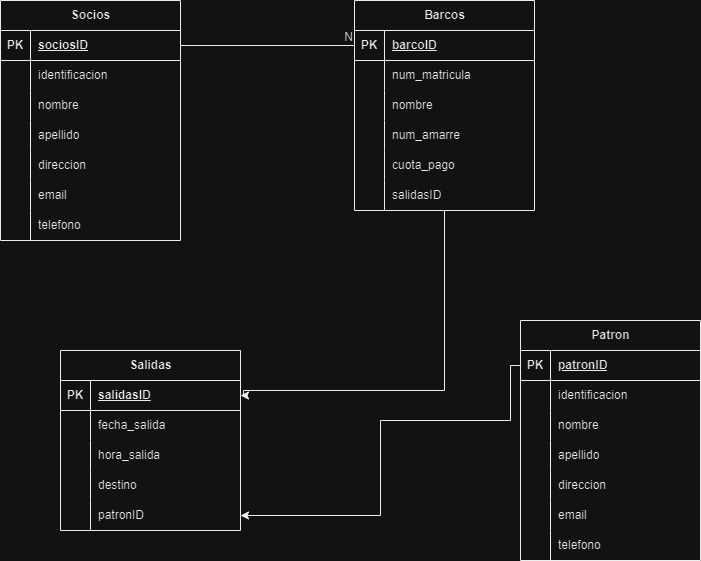 Socios
PK sociosID
identificacion
nombre
apellido
direccion
email
telefono
N
Barcos
PK barcoID
num_matricula
nombre
num_amarre
cuota_pago
salidasID
Salidas
PK salidasID
fecha_salida
hora_salida
destino
patronID
Patron
PK patronID
identificacion
nombre
apellido
direccion
email
telefono